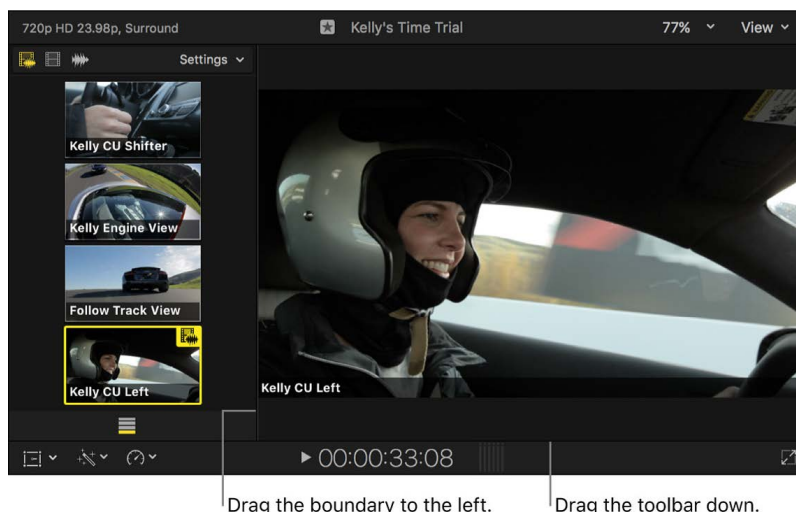 720p HD 23.98p, Surround
Kelly's Time Trial
77%
View
Settings
Kelly CU Shifter
Kelly Engine View
Follow Track View
Kelly CU Left
Kelly CU Left
00:00:33:08
Drag the boundary to the left.
Drag the toolbar down.